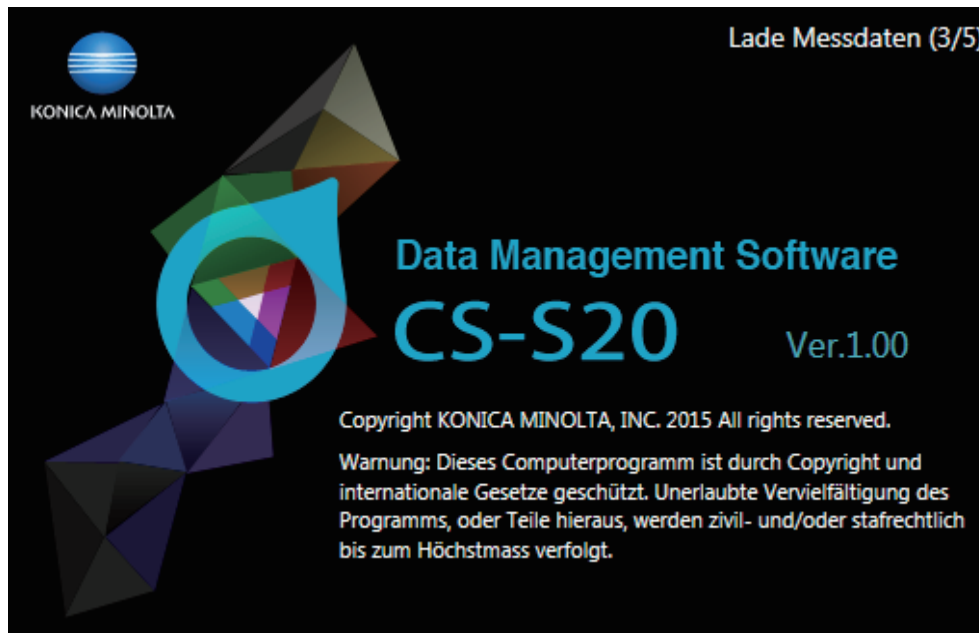 Lade Messdaten (3/5)
KONICA MINOLTA
Data Management Software
CS-S20
Ver.1.00
Copyright KONICA MINOLTA, INC. 2015 All rights reserved.
Warnung: Dieses Computerprogramm ist durch Copyright und
internationale Gesetze geschützt. Unerlaubte Vervielfältigung des
Programms, oder Teile hieraus, werden zivil- und/oder stafrechtlich
bis zum Höchstmass verfolgt.